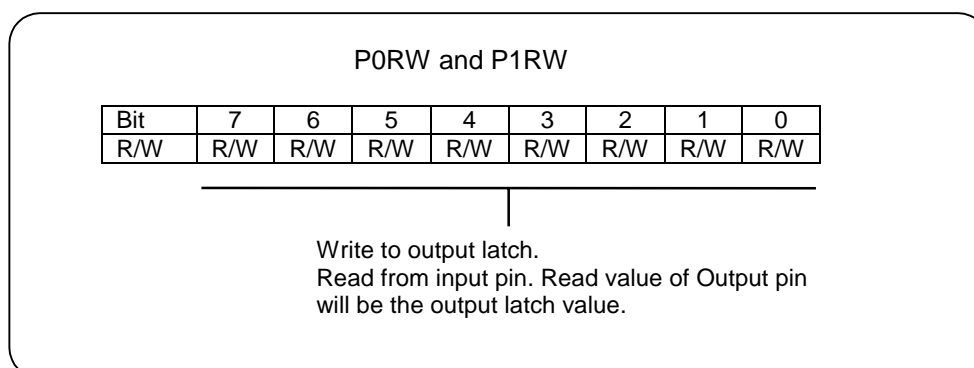 P0RW and P1RW
Bit 7 6 5 4 3 2 1 0
R/W R/W R/W R/W R/W R/W R/W R/W R/W
Write to output latch.
Read from input pin. Read value of Output pin
will be the output latch value.